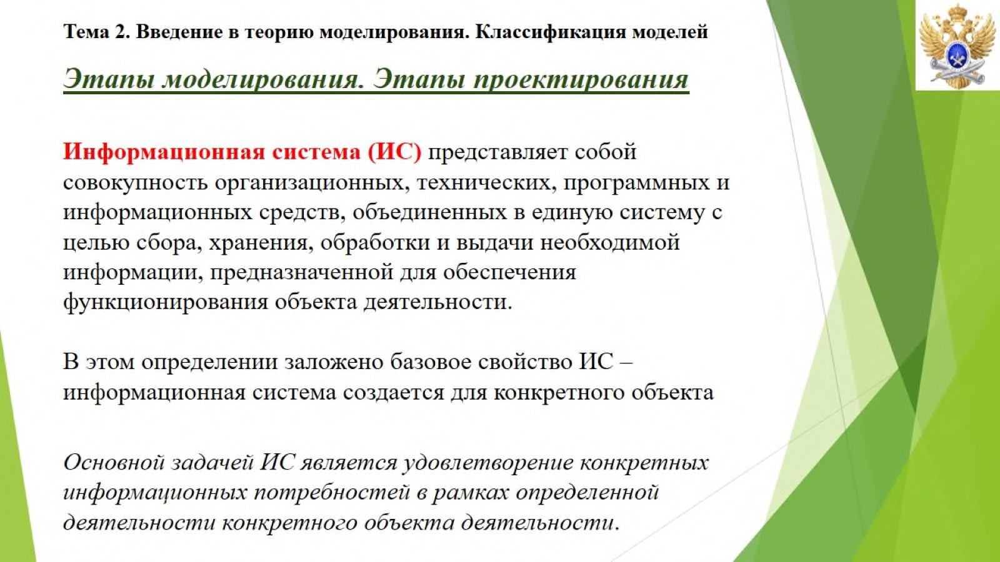 Тема 2. Введение в теорию моделирования. Классификация моделей
Этапы моделирования. Этапы проектирования
Информационная система (ИС) представляет собой
совокупность организационных, технических, программных и
информационных средств, объединенных в единую систему с
целью сбора, хранения, обработки и выдачи необходимой
информации, предназначенной для обеспечения
функционирования объекта деятельности.
В этом определении заложено базовое свойство ИС –
информационная система создается для конкретного объекта
Основной задачей ИС является удовлетворение конкретных
информационных потребностей в рамках определенной
деятельности конкретного объекта деятельности.